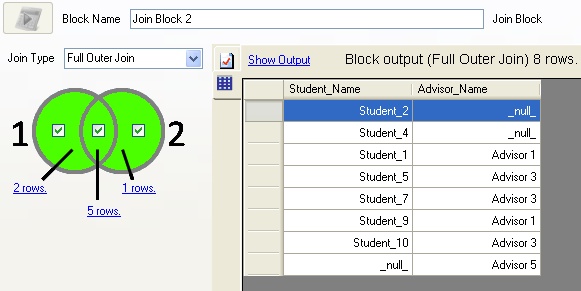 Block Name Join Block 2 Join Block
Join Type Full Outer Join
Show Output Block output (Full Outer Join) 8 rows.
1 2
2 rows. 1 rows.
5 rows.
Student_Name Advisor_Name
Student_2 _null_
Student_4 _null_
Student_1 Advisor 1
Student_5 Advisor 3
Student_7 Advisor 3
Student_9 Advisor 1
Student_10 Advisor 3
_null_ Advisor 5